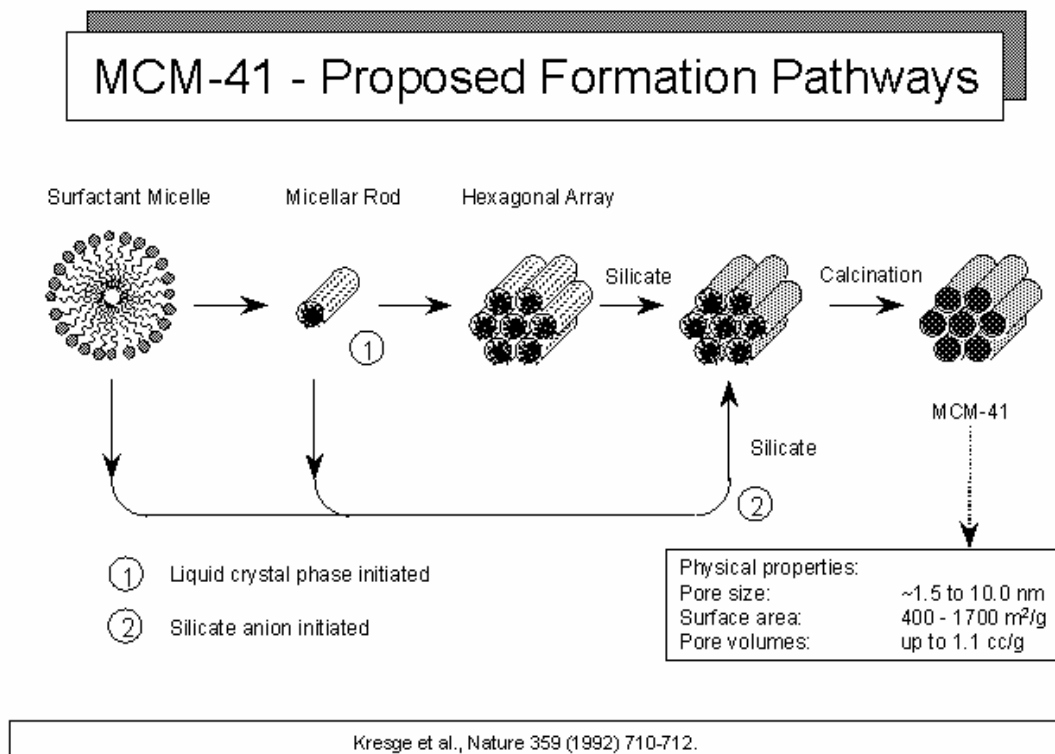 MCM-41 - Proposed Formation Pathways
Surfactant Micelle
Micellar Rod
Hexagonal Array
Silicate
Calcination
1
MCM-41
Silicate
2
1 Liquid crystal phase initiated
2 Silicate anion initiated
Physical properties:
Pore size: ~1.5 to 10.0 nm
Surface area: 400 - 1700 m²/g
Pore volumes: up to 1.1 cc/g
Kresge et al., Nature 359 (1992) 710-712.